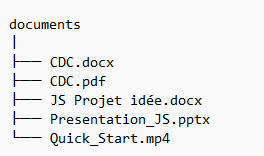 documents
│
├── CDC.docx
├── CDC.pdf
├── JS Projet idée.docx
├── Presentation_JS.pptx
└── Quick_Start.mp4